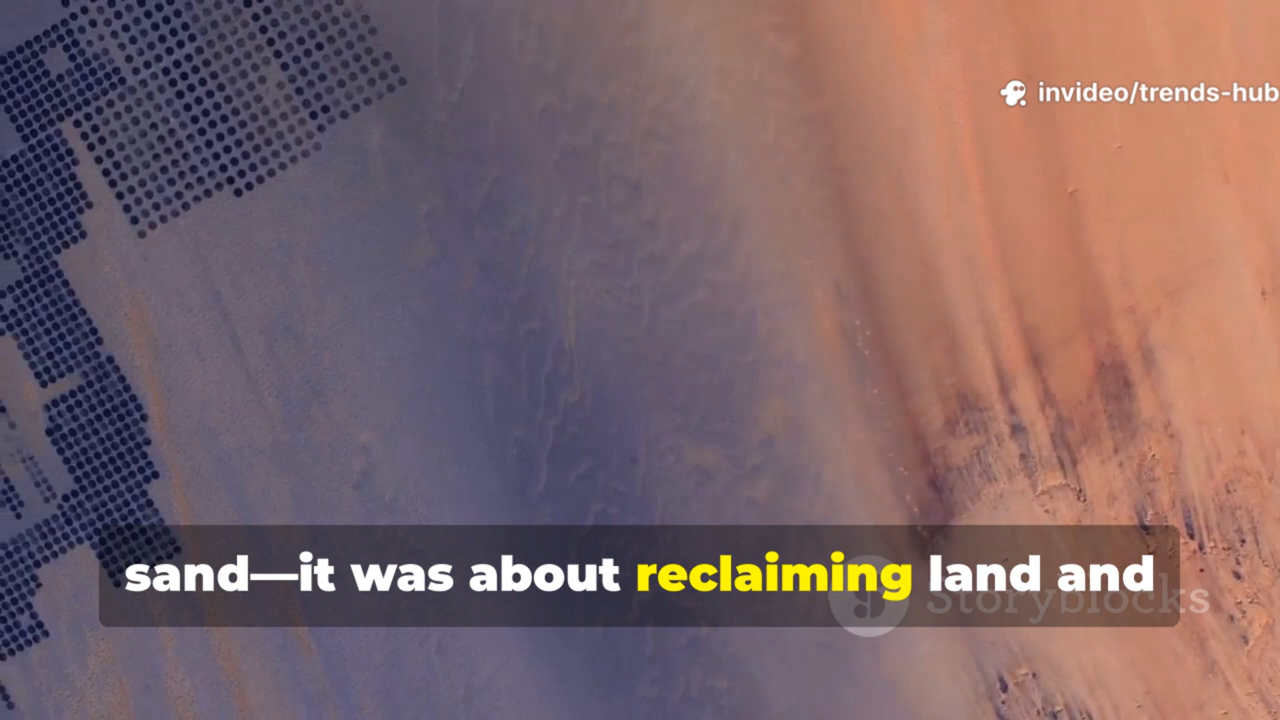 invideo/trends-hub
sand—it was about reclaiming land and
Storyblocks